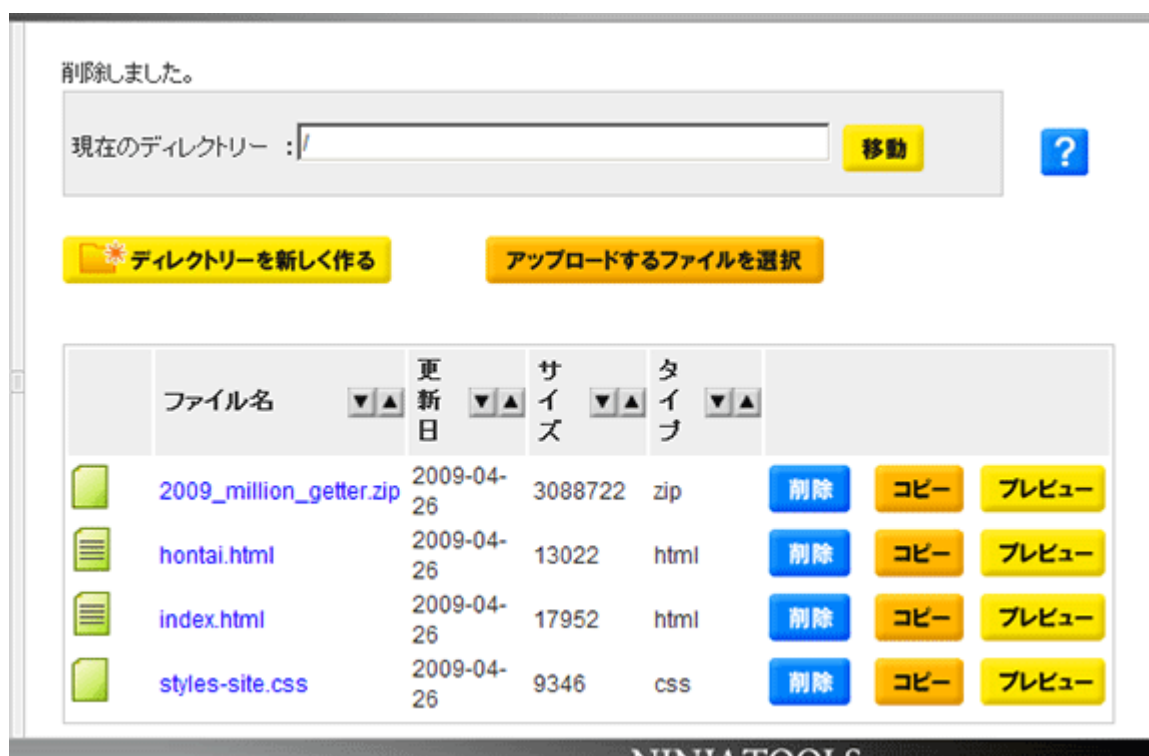 削除しました。
現在のディレクトリー :/
移動
?
ディレクトリーを新しく作る
アップロードするファイルを選択
ファイル名 ▼▲ 更新日 ▼▲ サイズ ▼▲ タイプ ▼▲
2009_million_getter.zip 2009-04-26 3088722 zip 削除 コピー プレビュー
hontai.html 2009-04-26 13022 html 削除 コピー プレビュー
index.html 2009-04-26 17952 html 削除 コピー プレビュー
styles-site.css 2009-04-26 9346 css 削除 コピー プレビュー
NINJATOOLS